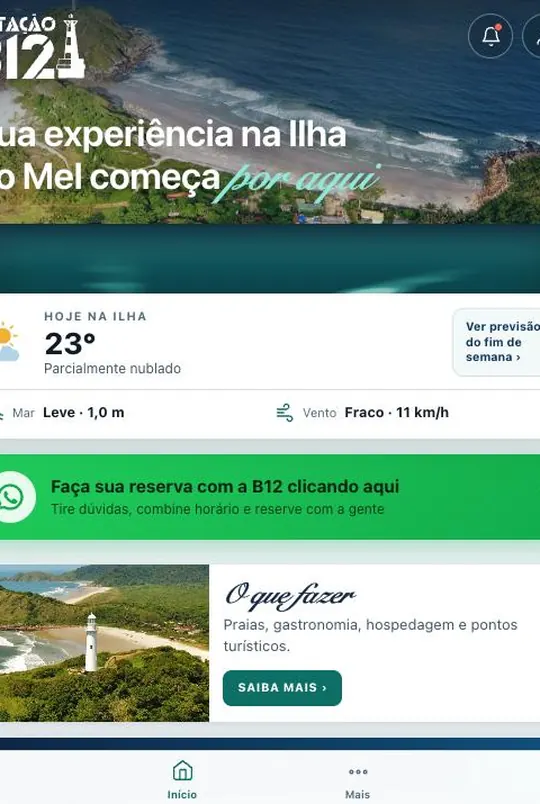 TAÇÃO
B12
ua experiência na Ilha
o Mel começa por aqui
HOJE NA ILHA
23°
Parcialmente nublado
Ver previsão
do fim de
semana ›
Mar Leve · 1,0 m
Vento Fraco · 11 km/h
Faça sua reserva com a B12 clicando aqui
Tire dúvidas, combine horário e reserve com a gente
O que fazer
Praias, gastronomia, hospedagem e pontos
turísticos.
SAIBA MAIS ›
Início
Mais